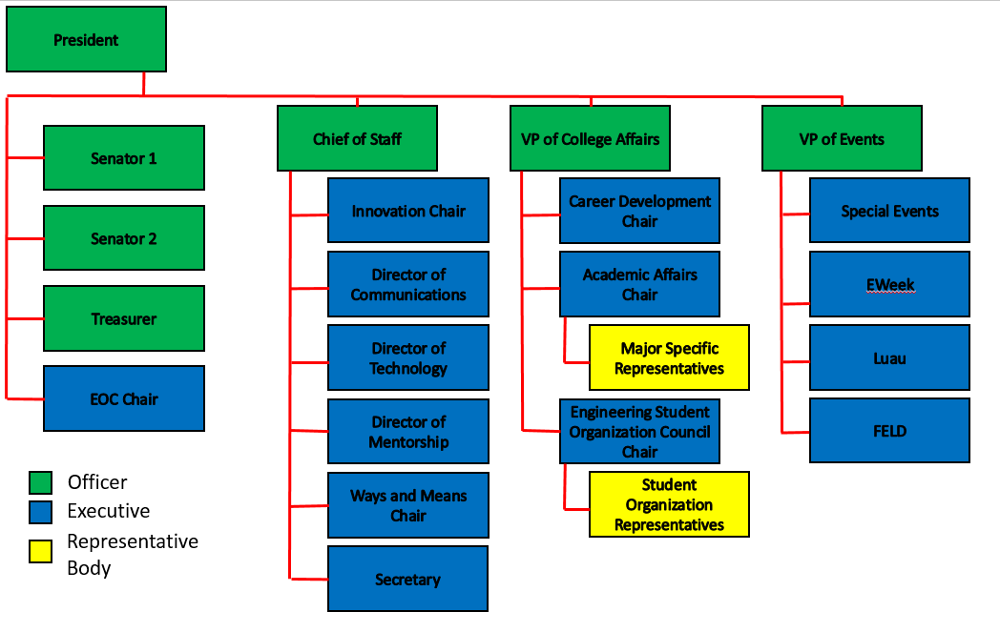 President
Senator 1
Senator 2
Treasurer
EOC Chair
Chief of Staff
Innovation Chair
Director of
Communications
Director of
Technology
Director of
Mentorship
Ways and Means
Chair
Secretary
VP of College Affairs
Career Development
Chair
Academic Affairs
Chair
Major Specific
Representatives
Engineering Student
Organization Council
Chair
Student
Organization
Representatives
VP of Events
Special Events
EWeek
Luau
FELD
Officer
Executive
Representative
Body